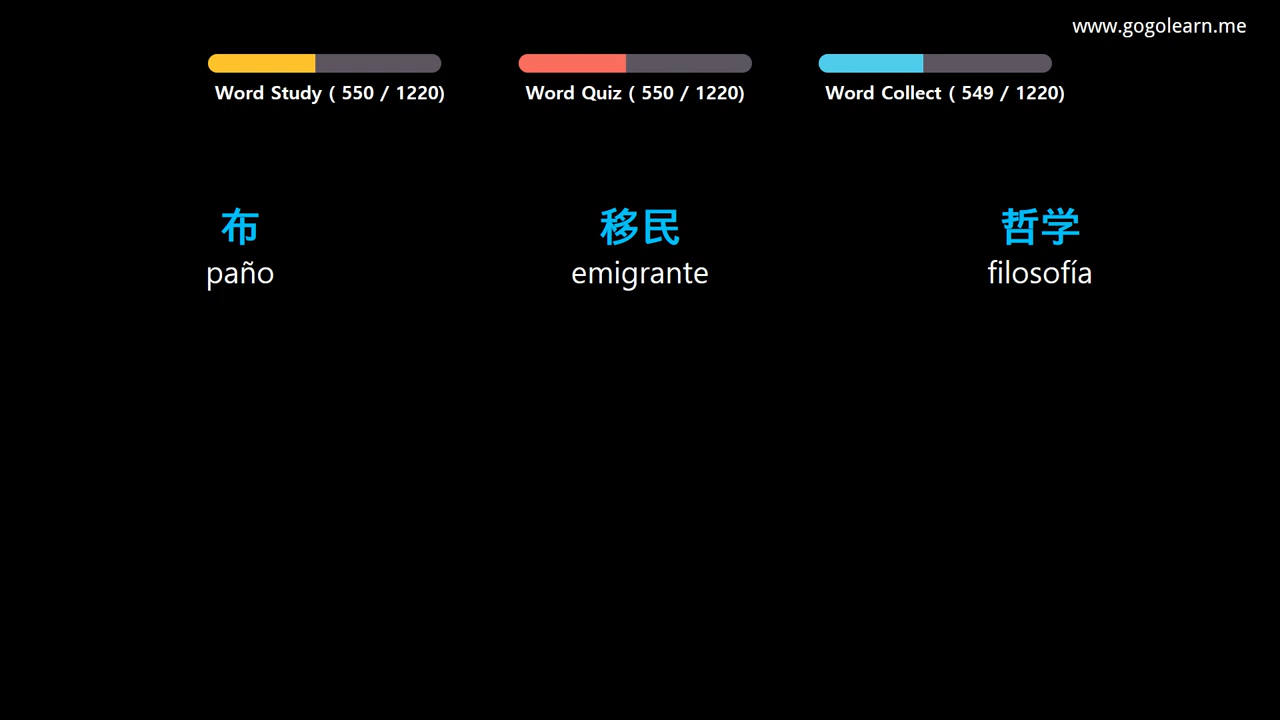 www.gogolearn.me
Word Study ( 550 / 1220)
Word Quiz ( 550 / 1220)
Word Collect ( 549 / 1220)
布
paño
移民
emigrante
哲学
filosofía